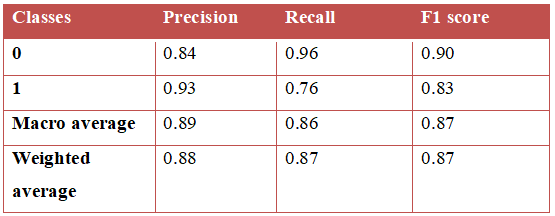 Classes Precision Recall F1 score
0 0.84 0.96 0.90
1 0.93 0.76 0.83
Macro average 0.89 0.86 0.87
Weighted 0.88 0.87 0.87
average